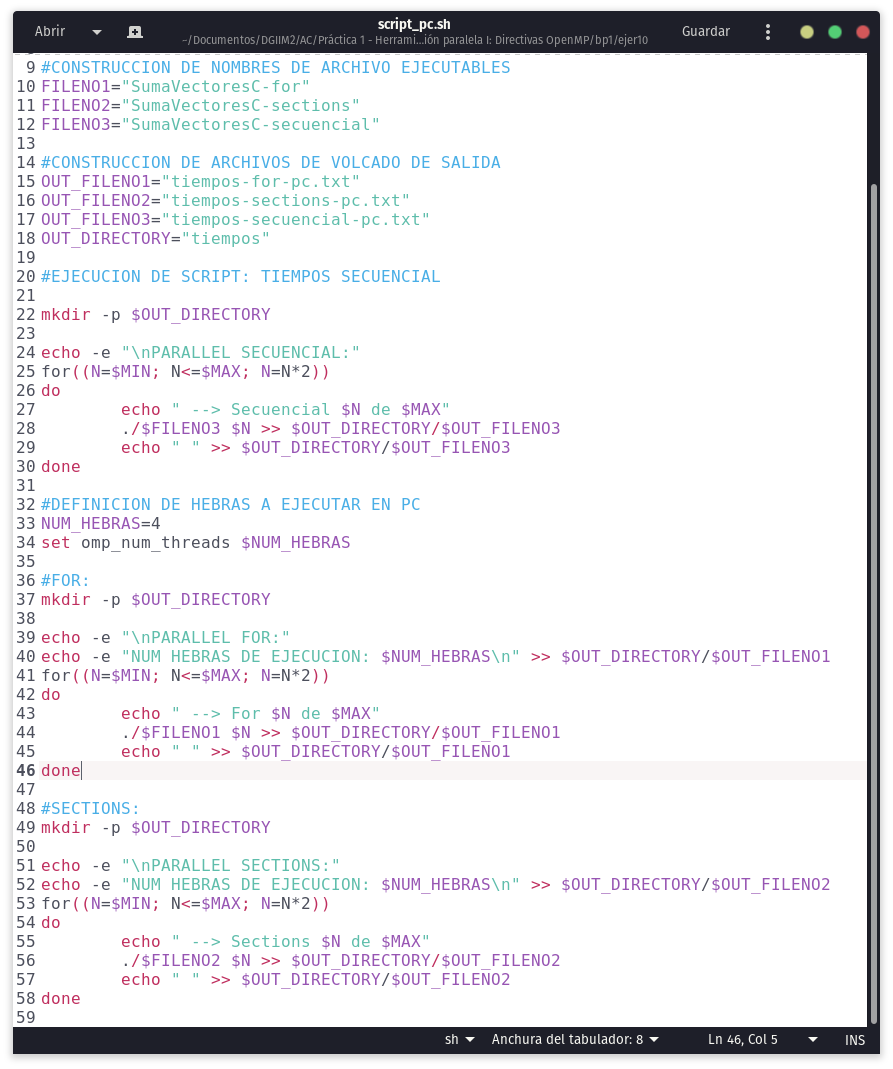 Abrir
script_pc.sh
~/Documentos/DGIIM2/AC/Práctica 1 - Herrami…ión paralela I: Directivas OpenMP/bp1/ejer10
Guardar
9 #CONSTRUCCION DE NOMBRES DE ARCHIVO EJECUTABLES
10 FILENO1="SumaVectoresC-for"
11 FILENO2="SumaVectoresC-sections"
12 FILENO3="SumaVectoresC-secuencial"
13
14 #CONSTRUCCION DE ARCHIVOS DE VOLCADO DE SALIDA
15 OUT_FILENO1="tiempos-for-pc.txt"
16 OUT_FILENO2="tiempos-sections-pc.txt"
17 OUT_FILENO3="tiempos-secuencial-pc.txt"
18 OUT_DIRECTORY="tiempos"
19
20 #EJECUCION DE SCRIPT: TIEMPOS SECUENCIAL
21
22 mkdir -p $OUT_DIRECTORY
23
24 echo -e "\nPARALLEL SECUENCIAL:"
25 for((N=$MIN; N<=$MAX; N=N*2))
26 do
27         echo " --> Secuencial $N de $MAX"
28         ./$FILENO3 $N >> $OUT_DIRECTORY/$OUT_FILENO3
29         echo " " >> $OUT_DIRECTORY/$OUT_FILENO3
30 done
31
32 #DEFINICION DE HEBRAS A EJECUTAR EN PC
33 NUM_HEBRAS=4
34 set omp_num_threads $NUM_HEBRAS
35
36 #FOR:
37 mkdir -p $OUT_DIRECTORY
38
39 echo -e "\nPARALLEL FOR:"
40 echo -e "NUM HEBRAS DE EJECUCION: $NUM_HEBRAS\n" >> $OUT_DIRECTORY/$OUT_FILENO1
41 for((N=$MIN; N<=$MAX; N=N*2))
42 do
43         echo " --> For $N de $MAX"
44         ./$FILENO1 $N >> $OUT_DIRECTORY/$OUT_FILENO1
45         echo " " >> $OUT_DIRECTORY/$OUT_FILENO1
46 done
47
48 #SECTIONS:
49 mkdir -p $OUT_DIRECTORY
50
51 echo -e "\nPARALLEL SECTIONS:"
52 echo -e "NUM HEBRAS DE EJECUCION: $NUM_HEBRAS\n" >> $OUT_DIRECTORY/$OUT_FILENO2
53 for((N=$MIN; N<=$MAX; N=N*2))
54 do
55         echo " --> Sections $N de $MAX"
56         ./$FILENO2 $N >> $OUT_DIRECTORY/$OUT_FILENO2
57         echo " " >> $OUT_DIRECTORY/$OUT_FILENO2
58 done
59
sh
Anchura del tabulador: 8
Ln 46, Col 5
INS